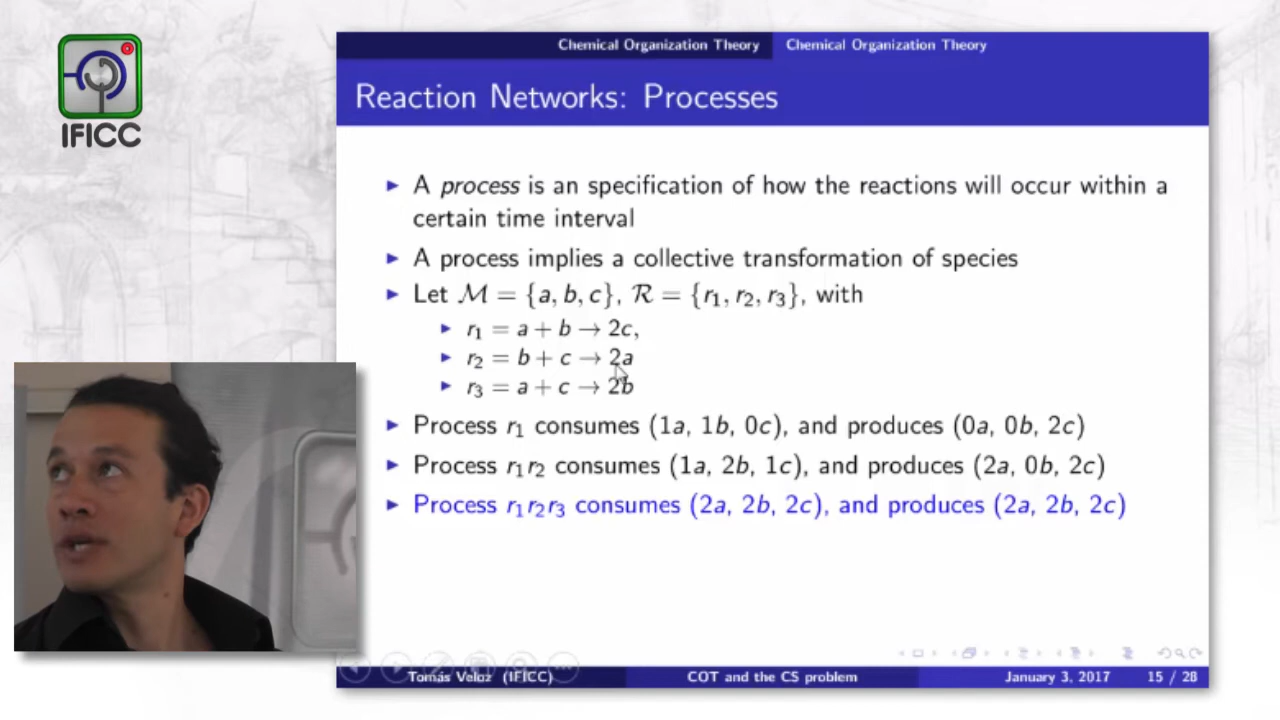 IFICC
Chemical Organization Theory Chemical Organization Theory
Reaction Networks: Processes
▶ A process is an specification of how the reactions will occur within a
certain time interval
▶ A process implies a collective transformation of species
▶ Let ℳ = {a, b, c}, ℛ = {r₁, r₂, r₃}, with
▶ r₁ = a + b → 2c,
▶ r₂ = b + c → 2a
▶ r₃ = a + c → 2b
▶ Process r₁ consumes (1a, 1b, 0c), and produces (0a, 0b, 2c)
▶ Process r₁r₂ consumes (1a, 2b, 1c), and produces (2a, 0b, 2c)
▶ Process r₁r₂r₃ consumes (2a, 2b, 2c), and produces (2a, 2b, 2c)
Tomás Veloz (IFICC) COT and the CS problem January 3, 2017 15 / 28